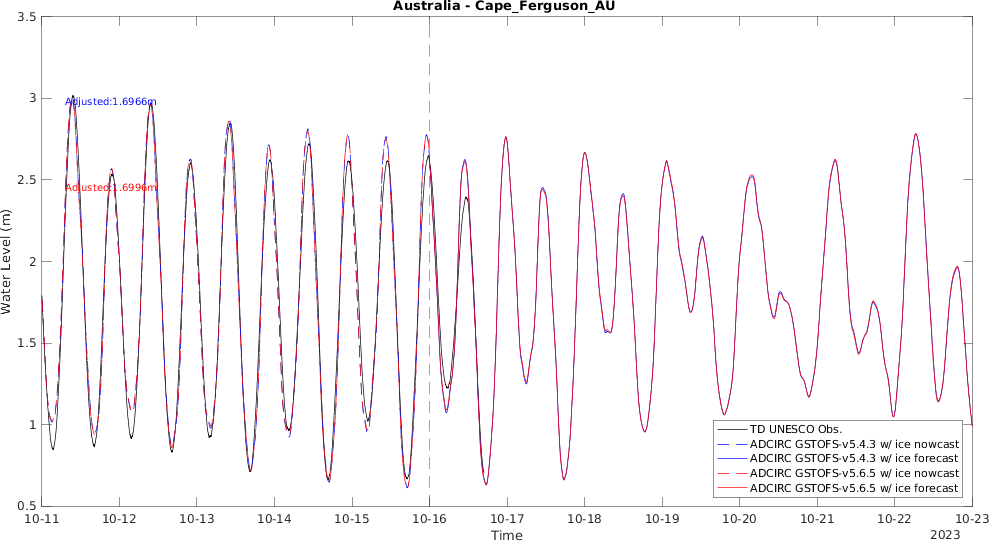 Australia - Cape_Ferguson_AU
3.5
3
2.5
2
1.5
1
0.5
Water Level (m)
Adjusted:1.6966m
Adjusted:1.6996m
TD UNESCO Obs.
ADCIRC GSTOFS-v5.4.3 w/ ice nowcast
ADCIRC GSTOFS-v5.4.3 w/ ice forecast
ADCIRC GSTOFS-v5.6.5 w/ ice nowcast
ADCIRC GSTOFS-v5.6.5 w/ ice forecast
10-11 10-12 10-13 10-14 10-15 10-16 10-17 10-18 10-19 10-20 10-21 10-22 10-23
Time
2023